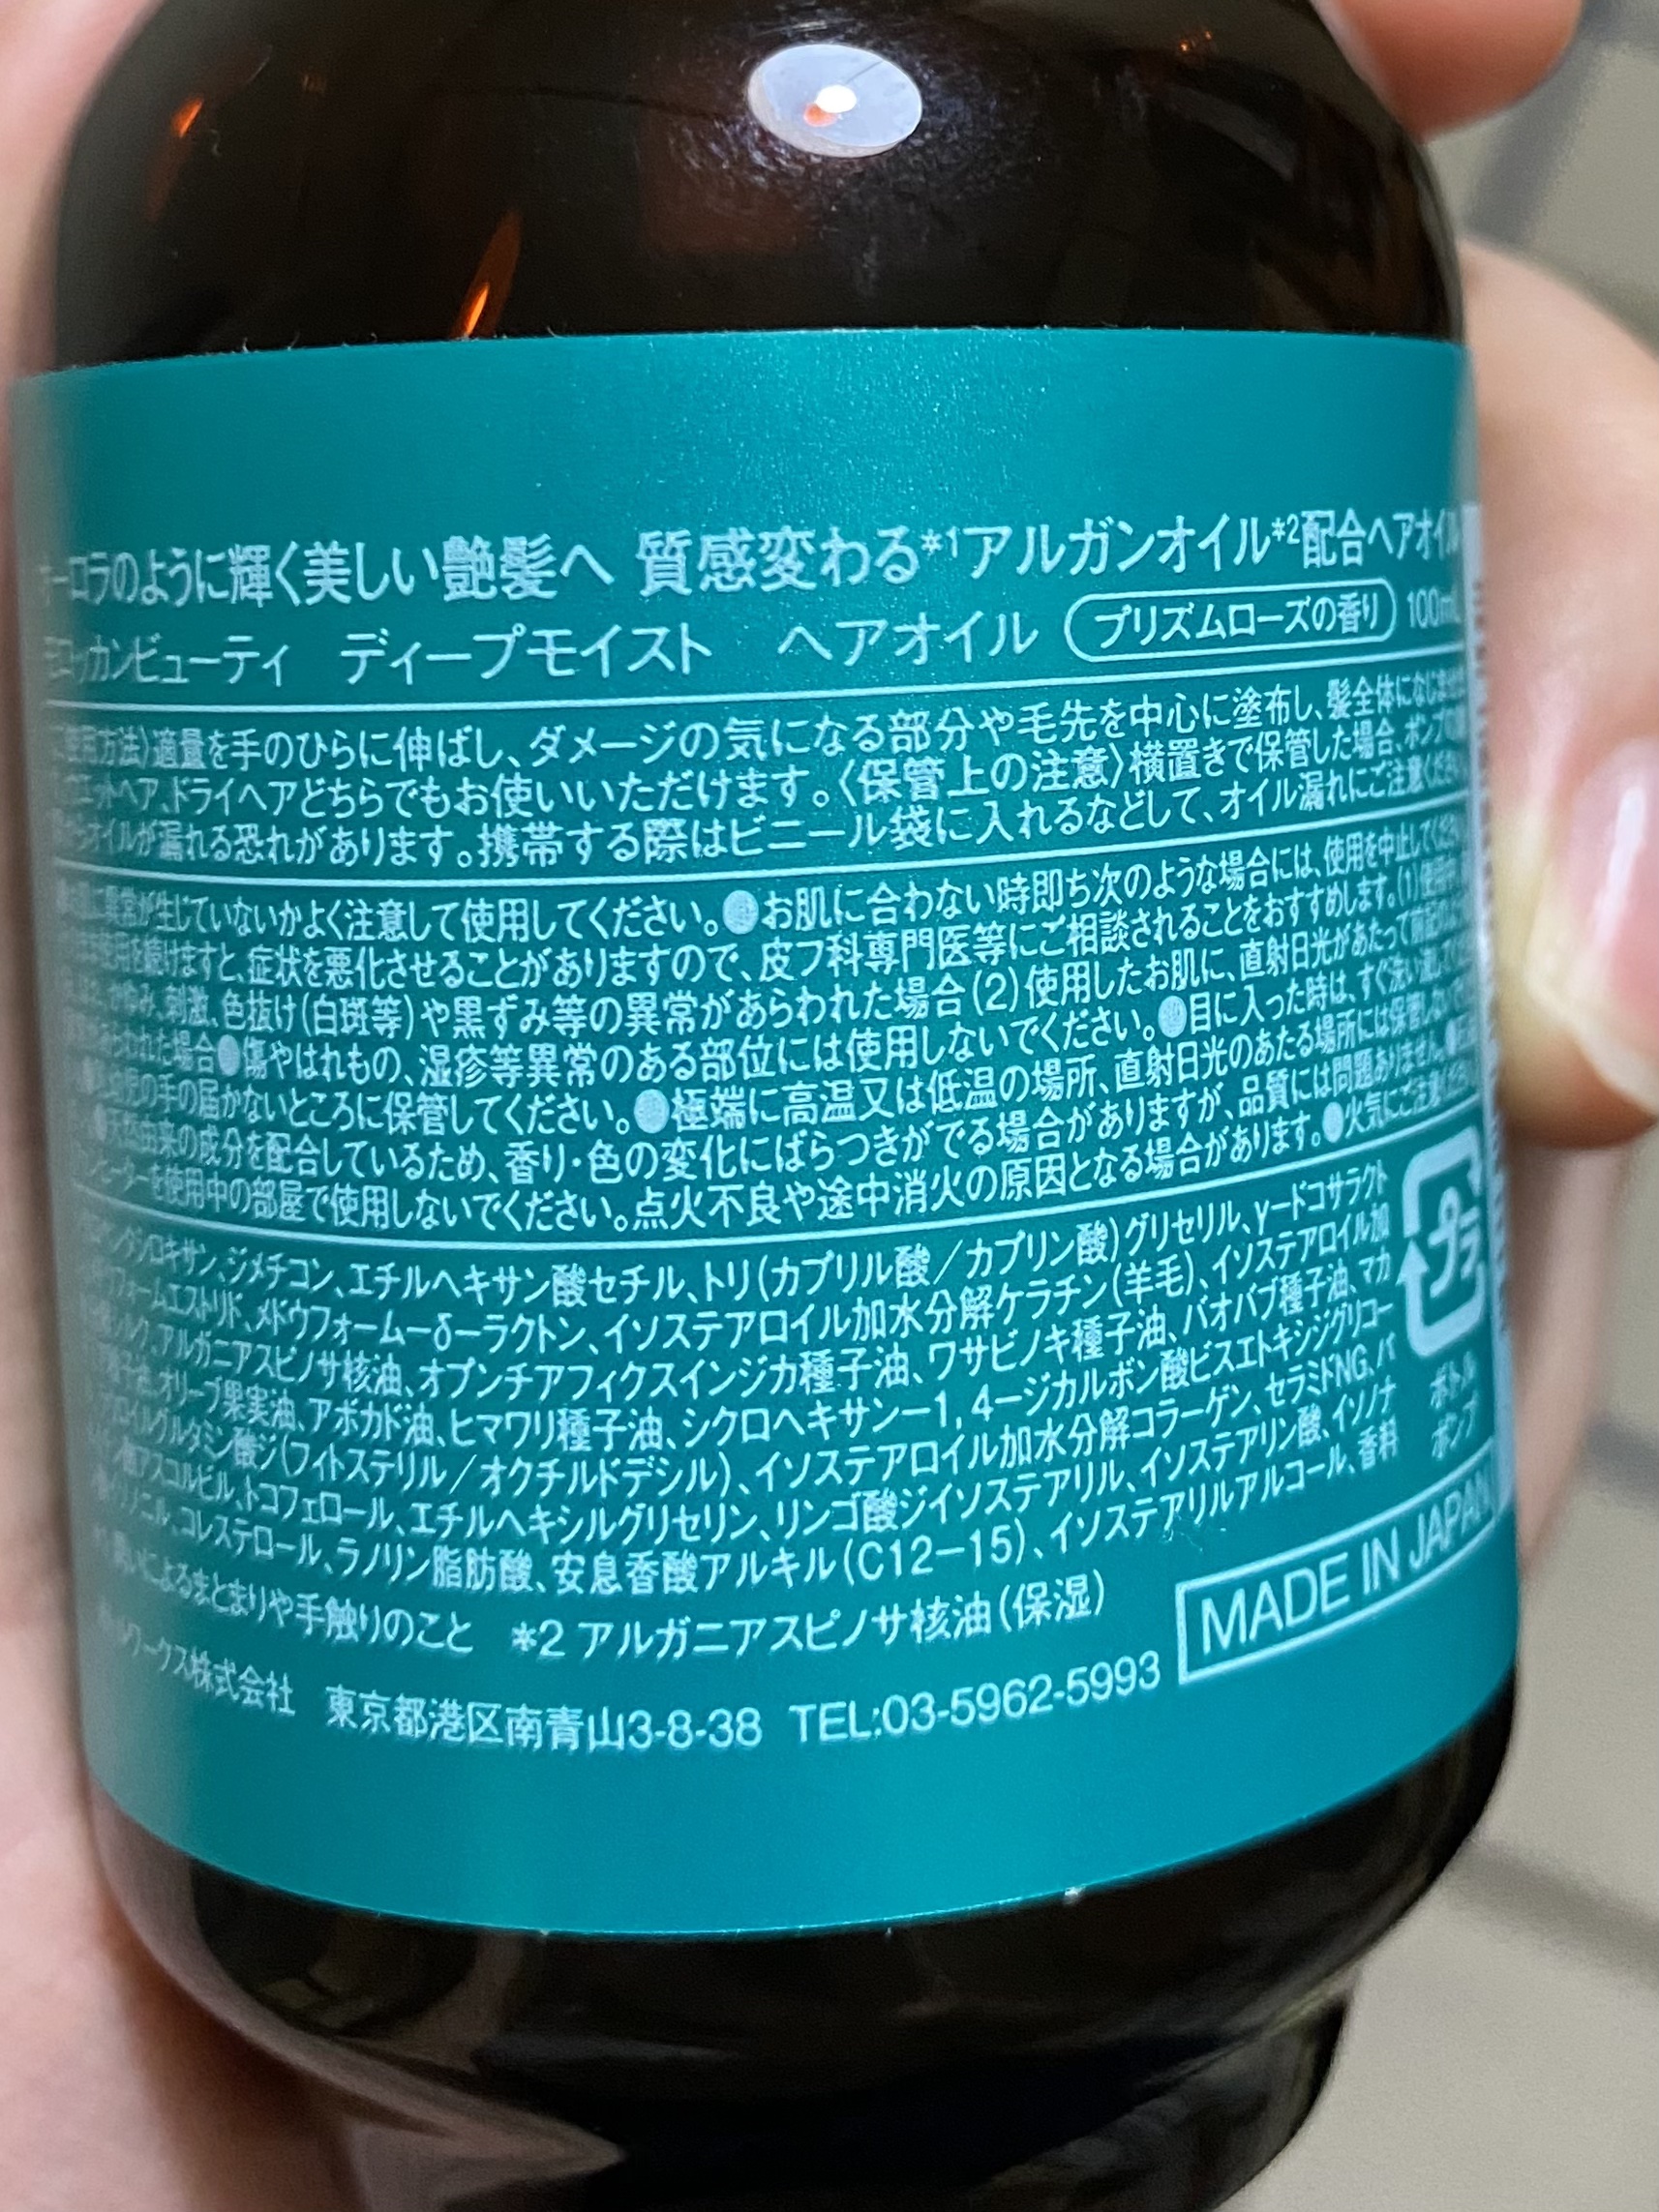 ーロラのように輝く美しい艶髪へ 質感変わる*1アルガンオイル*2配合ヘアオイル
モロッカンビューティ ディープモイスト ヘアオイル プリズムローズの香り 100mL
方法〉適量を手のひらに伸ばし、ダメージの気になる部分や毛先を中心に塗布し、髪全体になじませ
ヘア、ドライヘアどちらでもお使いいただけます。〈保管上の注意〉横置きで保管した場合、ポンプ
オイルが漏れる恐れがあります。携帯する際はビニール袋に入れるなどして、オイル漏れにご注意ください
異常が生じていないかよく注意して使用してください。●お肌に合わない時即ち次のような場合には、使用を中止してください
使用を続けますと、症状を悪化させることがありますので、皮フ科専門医等にご相談されることをおすすめします。(1)使用
かゆみ、刺激、色抜け(白斑等)や黒ずみ等の異常があらわれた場合(2)使用したお肌に、直射日光があたって
場合●傷やはれもの、湿疹等異常のある部位には使用しないでください。●目に入った時は、すぐ洗い流して
の手の届かないところに保管してください。●極端に高温又は低温の場所、直射日光のあたる場所には保管しないで
●天然由来の成分を配合しているため、香り・色の変化にばらつきがでる場合がありますが、品質には問題ありません。
ーターを使用中の部屋で使用しないでください。点火不良や途中消火の原因となる場合があります。●火気にご注意
シロキサン、ジメチコン、エチルヘキサン酸セチル、トリ(カプリル酸/カプリン酸)グリセリル、γードコサラクト
フォームエストリド、メドウフォームーδーラクトン、イソステアロイル加水分解ケラチン(羊毛)、イソステアロイル加
アルガニアスピノサ核油、オプンチアフィクスインジカ種子油、ワサビノキ種子油、バオバブ種子油、マカ
オリーブ果実油、アボカド油、ヒマワリ種子油、シクロヘキサンー1,4ージカルボン酸ビスエトキシジグリコー
ロイルグルタミン酸ジ(フィトステリル/オクチルドデシル)、イソステアロイル加水分解コラーゲン、セラミドNG、パ
アスコルビル、トコフェロール、エチルヘキシルグリセリン、リンゴ酸ジイソステアリル、イソステアリン酸、イソノナ
コレステロール、ラノリン脂肪酸、安息香酸アルキル(C12ー15)、イソステアリルアルコール、香料
プラ
ボトル
ポンプ
によるまとまりや手触りのこと *2 アルガニアスピノサ核油(保湿)
MADE IN JAPAN
ワークス株式会社 東京都港区南青山3-8-38 TEL:03-5962-5993